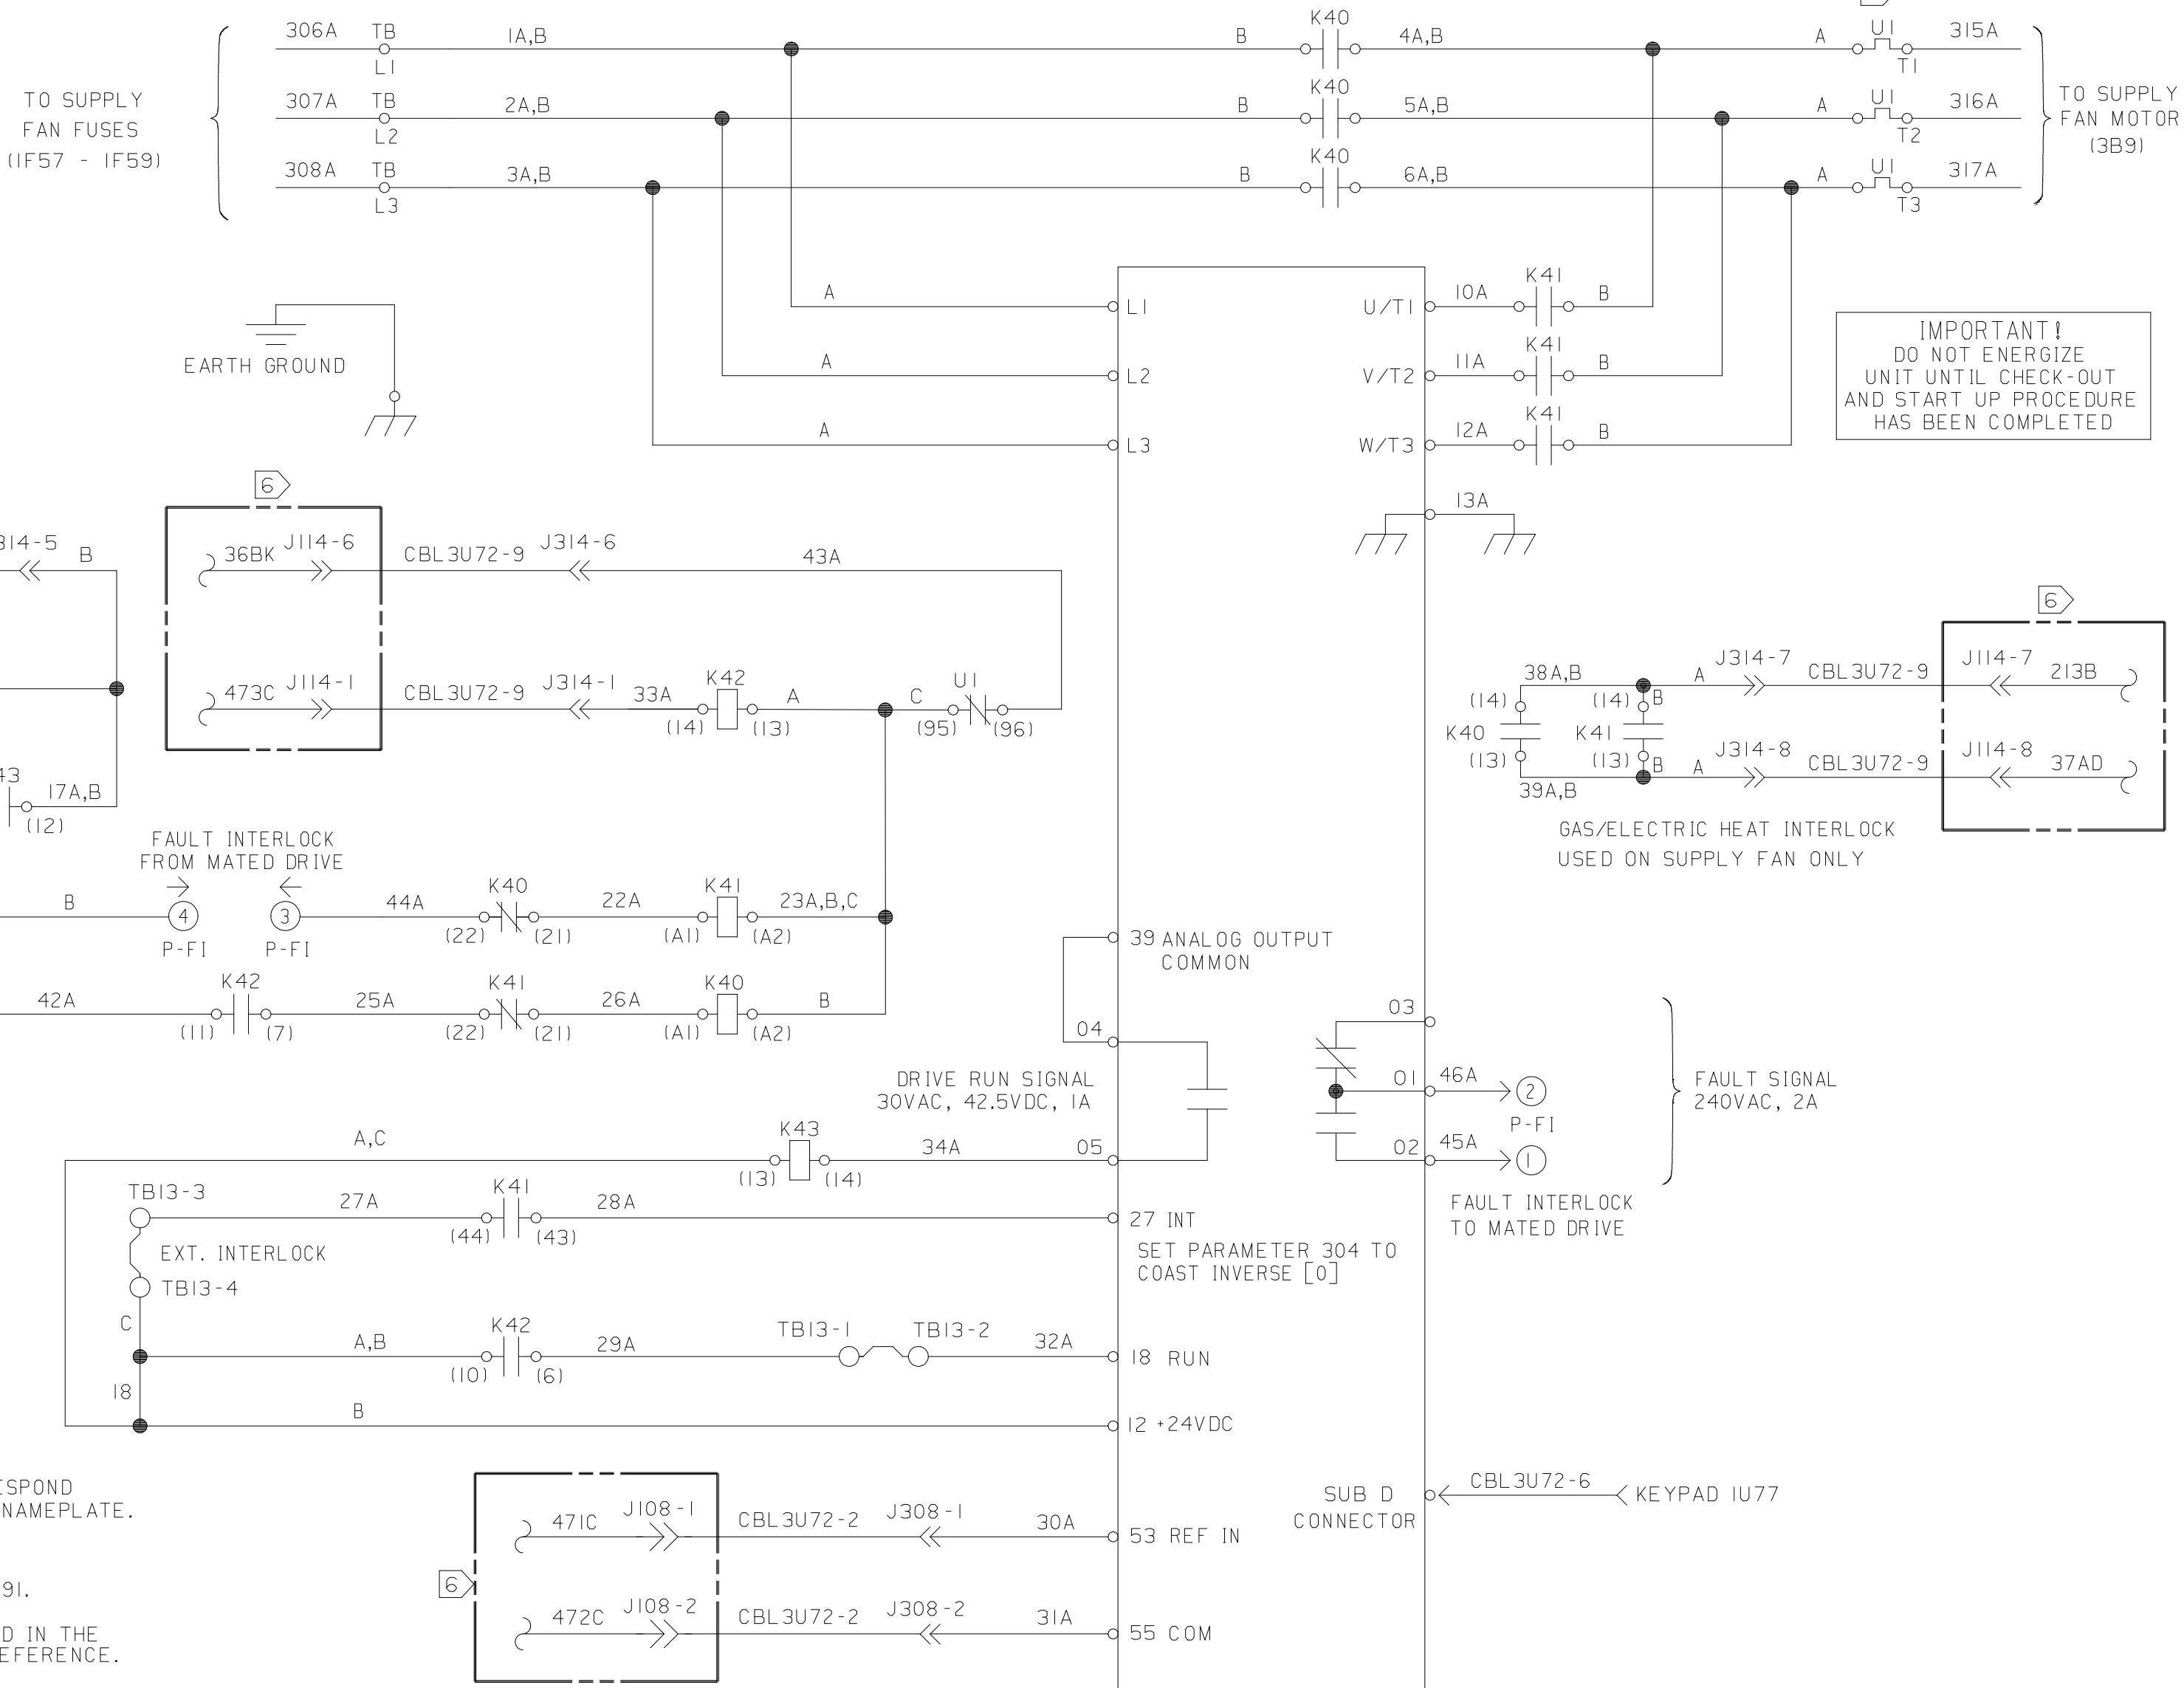 306A TB L1 1A,B B K40 4A,B A U1 T1 315A
307A TB L2 2A,B B K40 5A,B A U1 T2 316A
308A TB L3 3A,B B K40 6A,B A U1 T3 317A
TO SUPPLY
FAN FUSES
(1F57 - 1F59)
TO SUPPLY
FAN MOTOR
(3B9)
EARTH GROUND
A L1 U/T1 10A K41 B
A L2 V/T2 11A K41 B
A L3 W/T3 12A K41 B
13A
IMPORTANT!
DO NOT ENERGIZE
UNIT UNTIL CHECK-OUT
AND START UP PROCEDURE
HAS BEEN COMPLETED
6
314-5 B
36BK J114-6 CBL3U72-9 J314-6 43A
473C J114-1 CBL3U72-9 J314-1 33A K42 A C U1
(14) (13) (95) (96)
43 17A,B
(12)
6
38A,B A J314-7 CBL3U72-9 J114-7 213B
(14) (14) B
K40 K41
(13) (13) B A J314-8 CBL3U72-9 J114-8 37AD
39A,B
GAS/ELECTRIC HEAT INTERLOCK
USED ON SUPPLY FAN ONLY
FAULT INTERLOCK
FROM MATED DRIVE
B 4 3 44A K40 22A K41 23A,B,C
P-F1 P-F1 (22) (21) (A1) (A2)
42A K42 25A K41 26A K40 B
(11) (7) (22) (21) (A1) (A2)
39 ANALOG OUTPUT
COMMON
04
DRIVE RUN SIGNAL
30VAC, 42.5VDC, 1A
03
01 46A 2
P-F1
02 45A 1
FAULT SIGNAL
240VAC, 2A
FAULT INTERLOCK
TO MATED DRIVE
A,C K43 34A 05
(13) (14)
TB13-3 27A K41 28A 27 INT
(44) (43)
EXT. INTERLOCK
TB13-4
SET PARAMETER 304 TO
COAST INVERSE [0]
C A,B K42 29A TB13-1 TB13-2 32A 18 RUN
(10) (6)
18
B 12 +24VDC
ESPOND
NAMEPLATE.
91.
D IN THE
EFERENCE.
6
471C J108-1 CBL3U72-2 J308-1 30A 53 REF IN
472C J108-2 CBL3U72-2 J308-2 31A 55 COM
SUB D
CONNECTOR
CBL3U72-6 KEYPAD 1U77